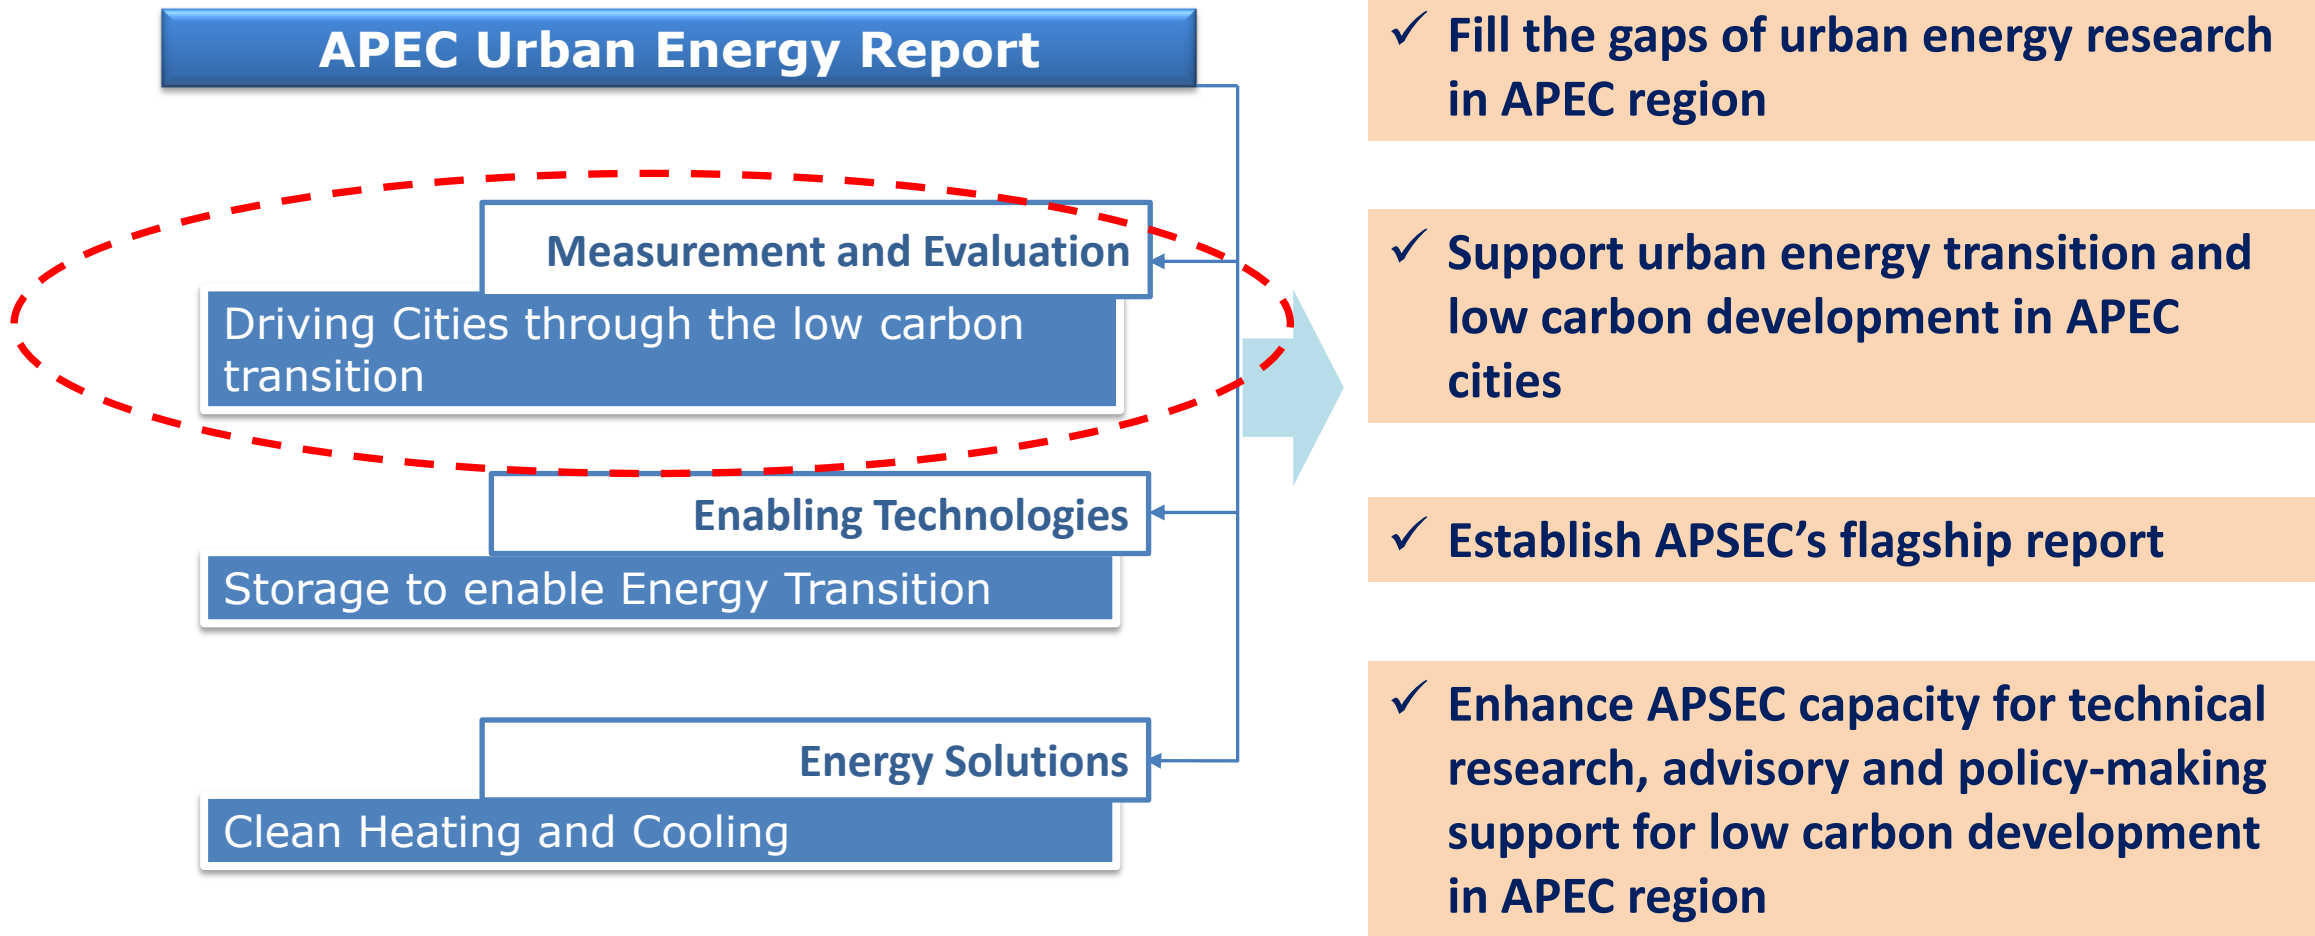 APEC Urban Energy Report
Measurement and Evaluation
Driving Cities through the low carbon
transition
Enabling Technologies
Storage to enable Energy Transition
Energy Solutions
Clean Heating and Cooling
✓ Fill the gaps of urban energy research
in APEC region
✓ Support urban energy transition and
low carbon development in APEC
cities
✓ Establish APSEC’s flagship report
✓ Enhance APSEC capacity for technical
research, advisory and policy-making
support for low carbon development
in APEC region